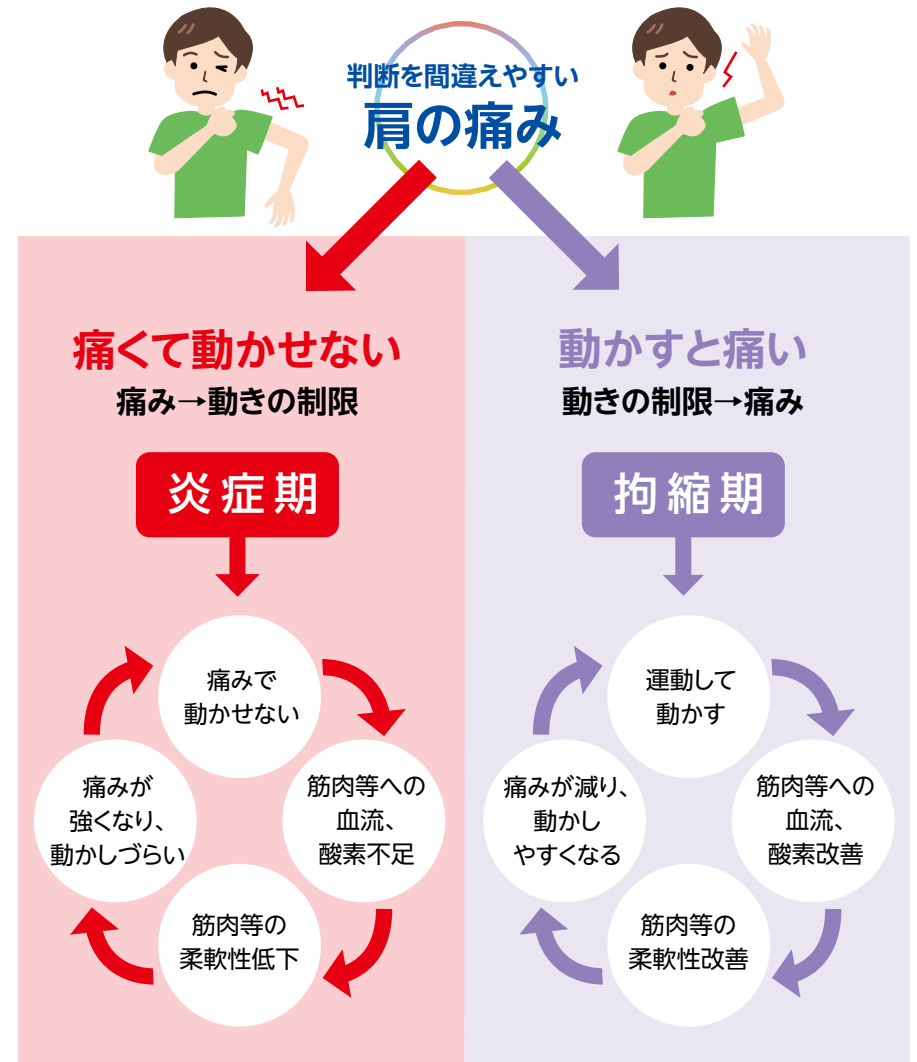 判断を間違えやすい
肩の痛み
痛くて動かせない
痛み→動きの制限
炎症期
痛みで
動かせない
筋肉等への
血流、
酸素不足
筋肉等の
柔軟性低下
痛みが
強くなり、
動かしづらい
動かすと痛い
動きの制限→痛み
拘縮期
運動して
動かす
筋肉等への
血流、
酸素改善
筋肉等の
柔軟性改善
痛みが減り、
動かし
やすくなる